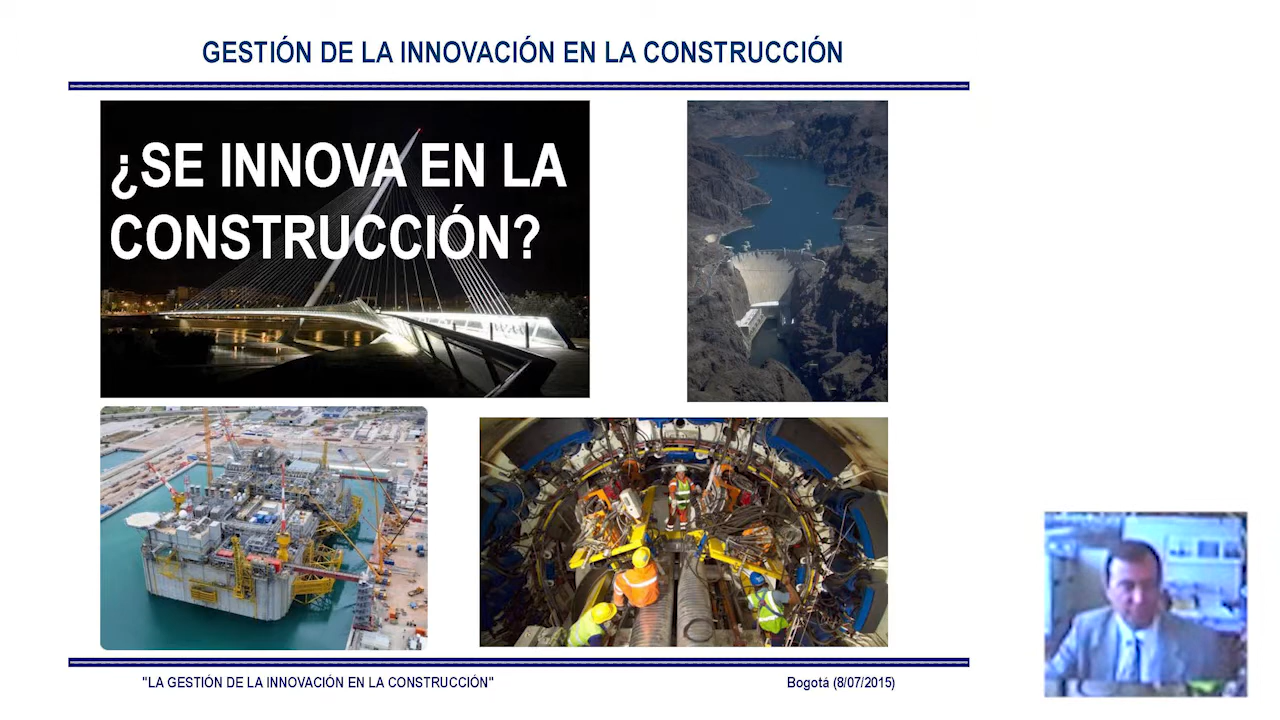 GESTIÓN DE LA INNOVACIÓN EN LA CONSTRUCCIÓN
¿SE INNOVA EN LA
CONSTRUCCIÓN?
"LA GESTIÓN DE LA INNOVACIÓN EN LA CONSTRUCCIÓN"
Bogotá (8/07/2015)